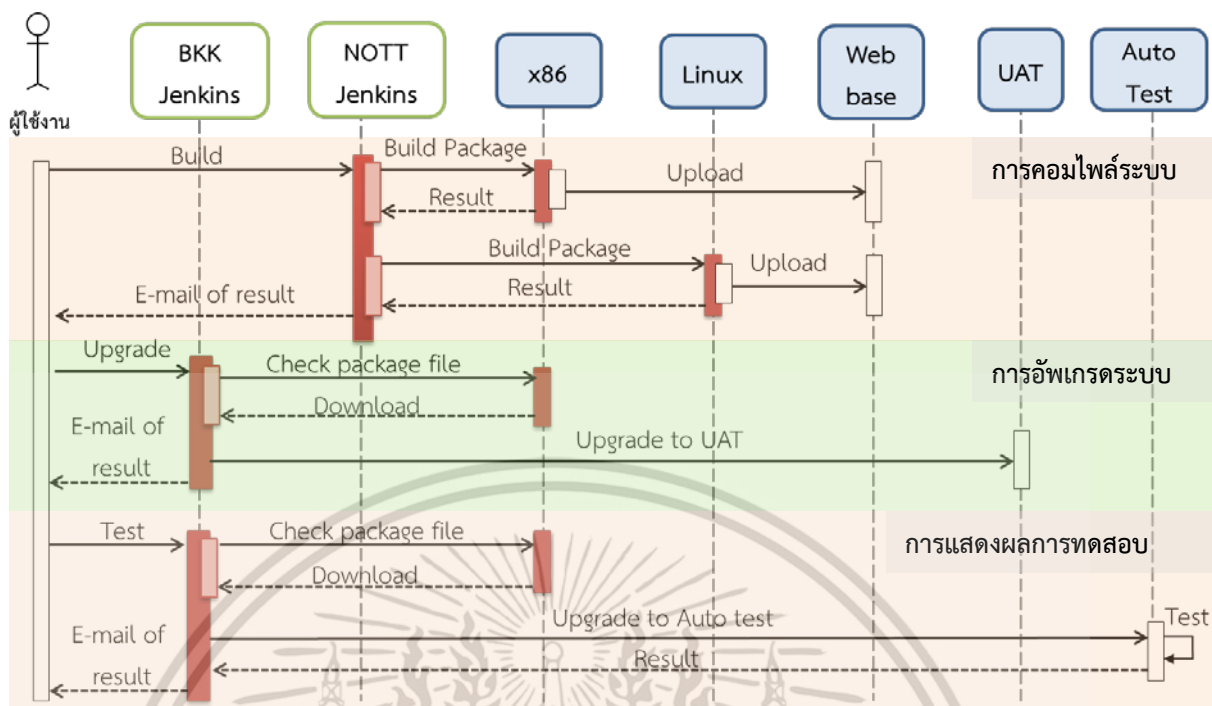 BKK
Jenkins
NOTT
Jenkins
x86
Linux
Web
base
UAT
Auto
Test
ผู้ใช้งาน
Build
Build Package
Upload
การคอมไพล์ระบบ
Result
Build Package
Upload
E-mail of result
Result
Upgrade
Check package file
การอัพเกรดระบบ
Download
E-mail of
result
Upgrade to UAT
Test
Check package file
การแสดงผลการทดสอบ
Download
E-mail of
result
Upgrade to Auto test
Test
Result